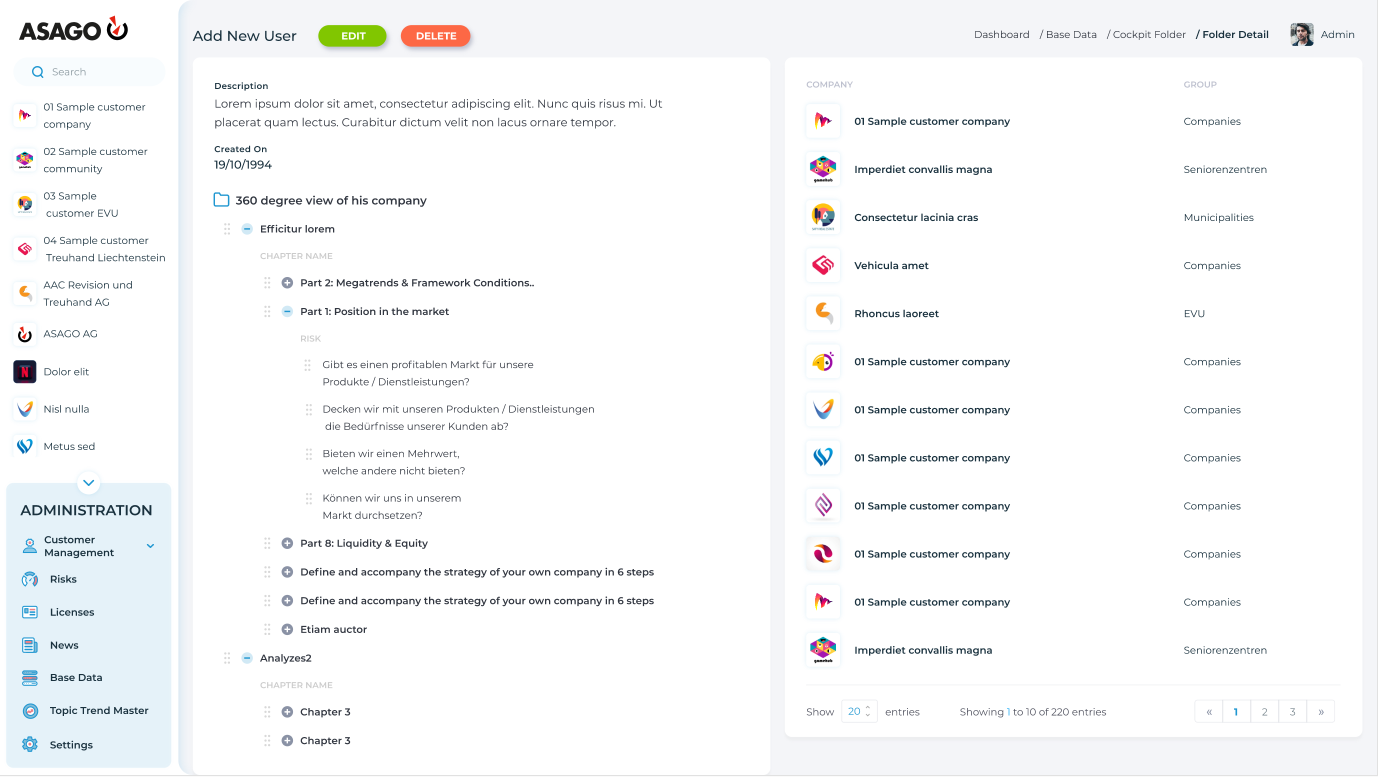 ASAGO
Search
01 Sample customer
company
02 Sample customer
community
03 Sample
customer EVU
04 Sample customer
Treuhand Liechtenstein
AAC Revision und
Treuhand AG
ASAGO AG
Dolor elit
Nisl nulla
Metus sed
ADMINISTRATION
Customer
Management
Risks
Licenses
News
Base Data
Topic Trend Master
Settings
Add New User
EDIT
DELETE
Dashboard / Base Data / Cockpit Folder / Folder Detail
Admin
Description
Lorem ipsum dolor sit amet, consectetur adipiscing elit. Nunc quis risus mi. Ut
placerat quam lectus. Curabitur dictum velit non lacus ornare tempor.
Created On
19/10/1994
360 degree view of his company
Efficitur lorem
CHAPTER NAME
Part 2: Megatrends & Framework Conditions..
Part 1: Position in the market
RISK
Gibt es einen profitablen Markt für unsere
Produkte / Dienstleistungen?
Decken wir mit unseren Produkten / Dienstleistungen
die Bedürfnisse unserer Kunden ab?
Bieten wir einen Mehrwert,
welche andere nicht bieten?
Können wir uns in unserem
Markt durchsetzen?
Part 8: Liquidity & Equity
Define and accompany the strategy of your own company in 6 steps
Define and accompany the strategy of your own company in 6 steps
Etiam auctor
Analyzes2
CHAPTER NAME
Chapter 3
Chapter 3
COMPANY GROUP
01 Sample customer company Companies
Imperdiet convallis magna Seniorenzentren
Consectetur lacinia cras Municipalities
Vehicula amet Companies
Rhoncus laoreet EVU
01 Sample customer company Companies
01 Sample customer company Companies
01 Sample customer company Companies
01 Sample customer company Companies
01 Sample customer company Companies
01 Sample customer company Companies
Imperdiet convallis magna Seniorenzentren
Show 20 entries Showing 1 to 10 of 220 entries « 1 2 3 »